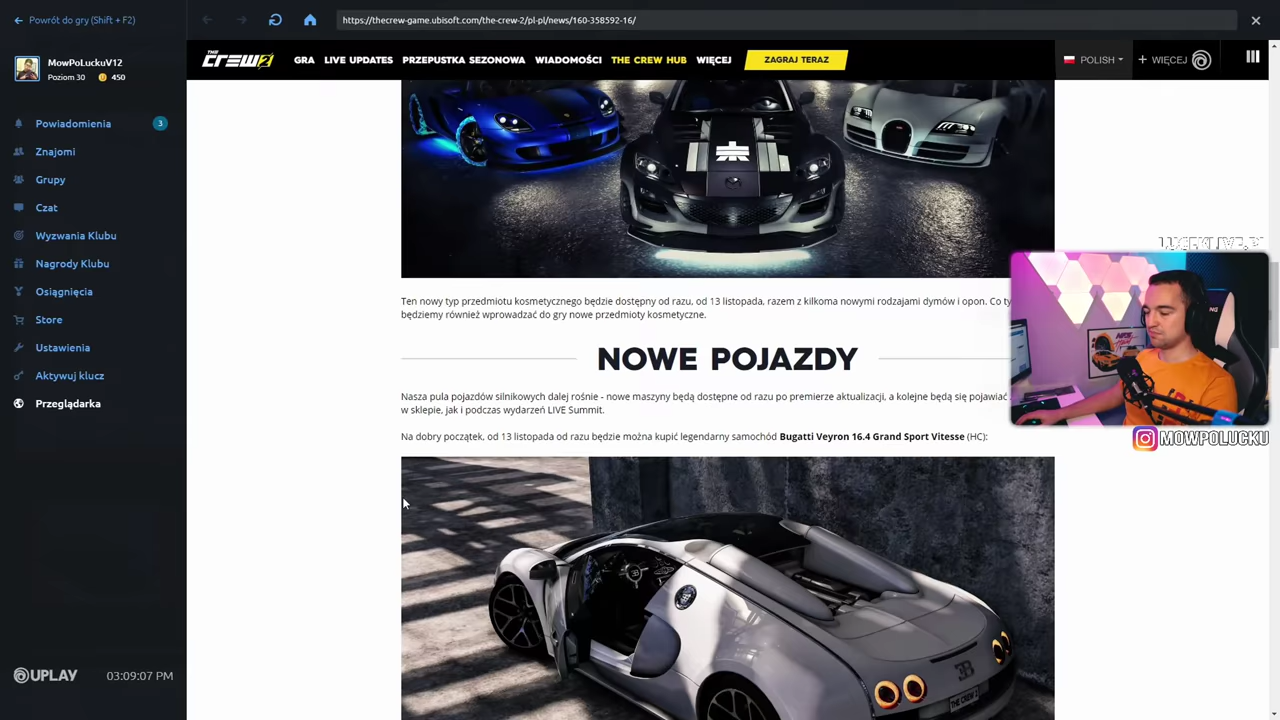 Powrót do gry (Shift + F2)
https://thecrew-game.ubisoft.com/the-crew-2/pl-pl/news/160-358592-16/
MowPoLuckuV12
Poziom 30 450
THE CREW 2
GRA LIVE UPDATES PRZEPUSTKA SEZONOWA WIADOMOŚCI THE CREW HUB WIĘCEJ ZAGRAJ TERAZ
POLISH + WIĘCEJ
Powiadomienia 3
Znajomi
Grupy
Czat
Wyzwania Klubu
Nagrody Klubu
Osiągnięcia
Store
Ustawienia
Aktywuj klucz
Przeglądarka
UPLAY 03:09:07 PM
Ten nowy typ przedmiotu kosmetycznego będzie dostępny od razu, od 13 listopada, razem z kilkoma nowymi rodzajami dymów i opon. Co ty
będziemy również wprowadzać do gry nowe przedmioty kosmetyczne.
NOWE POJAZDY
Nasza pula pojazdów silnikowych dalej rośnie - nowe maszyny będą dostępne od razu po premierze aktualizacji, a kolejne będą się pojawiać
w sklepie, jak i podczas wydarzeń LIVE Summit.
Na dobry początek, od 13 listopada od razu będzie można kupić legendarny samochód Bugatti Veyron 16.4 Grand Sport Vitesse (HC):
THE CREW 2
MOWPOLUCKU